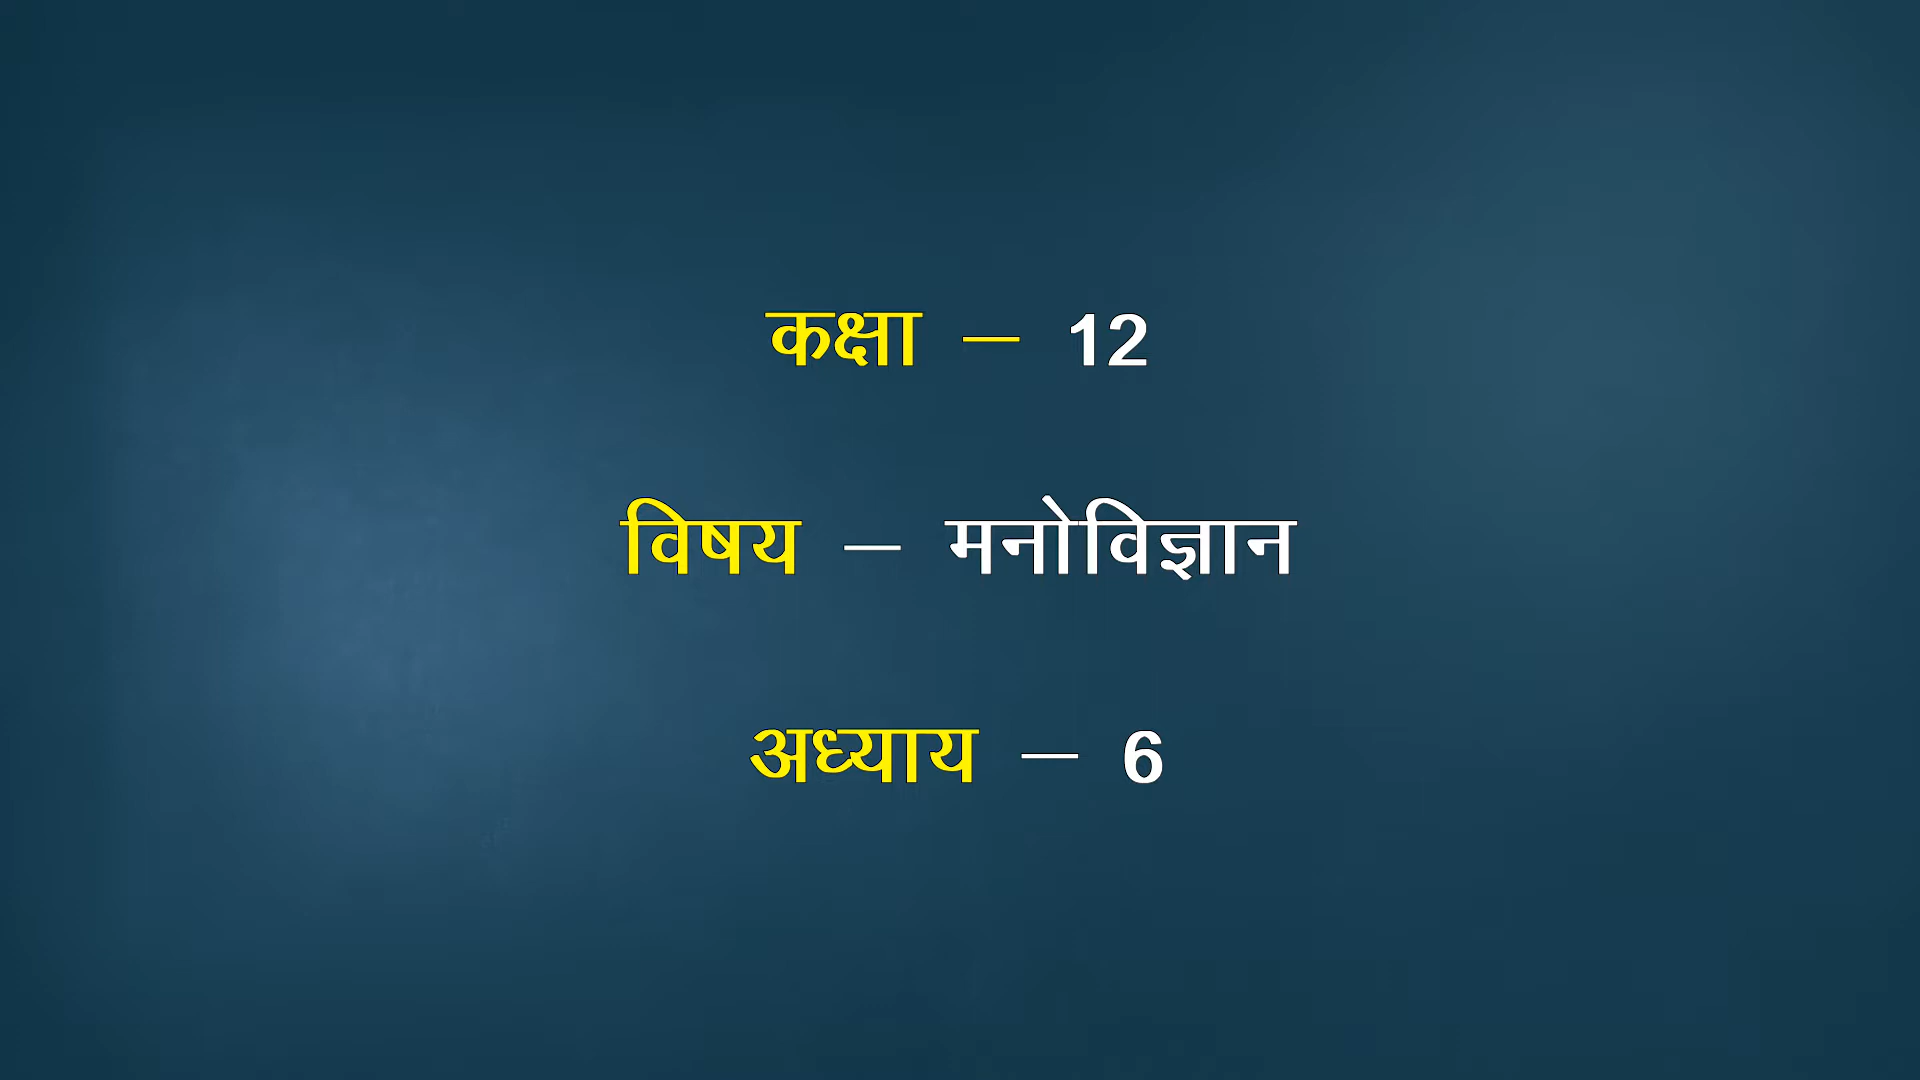 कक्षा – 12
विषय – मनोविज्ञान
अध्याय – 6